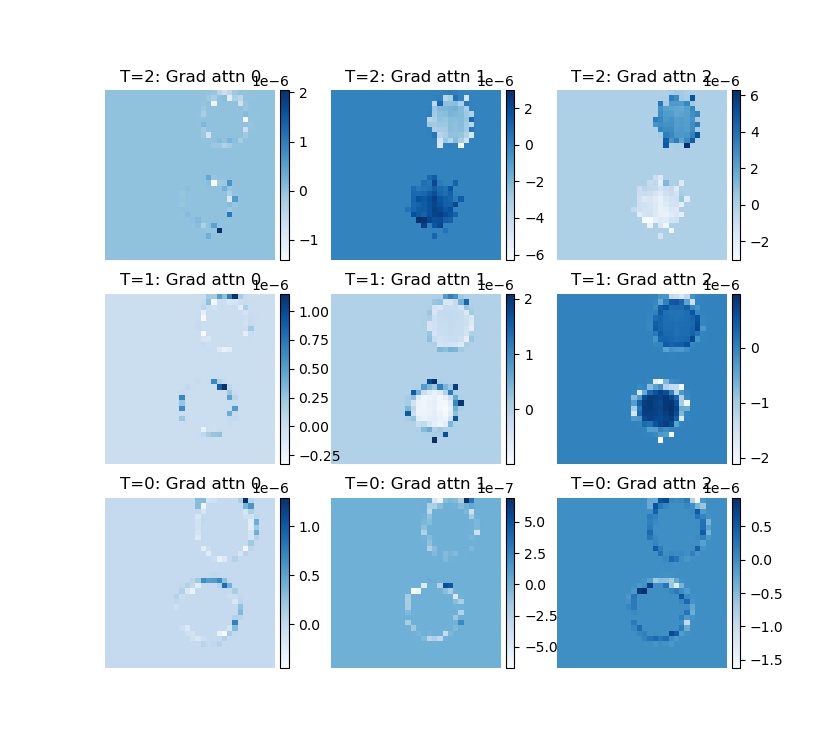 T=2: Grad attn 0
1e−6
2
1
0
−1
T=2: Grad attn 1
1e−6
2
0
−2
−4
−6
T=2: Grad attn 2
1e−6
6
4
2
0
−2
T=1: Grad attn 0
1e−6
1.00
0.75
0.50
0.25
0.00
−0.25
T=1: Grad attn 1
1e−6
2
1
0
T=1: Grad attn 2
1e−6
0
−1
−2
T=0: Grad attn 0
1e−6
1.0
0.5
0.0
T=0: Grad attn 1
1e−7
5.0
2.5
0.0
−2.5
−5.0
T=0: Grad attn 2
1e−6
0.5
0.0
−0.5
−1.0
−1.5